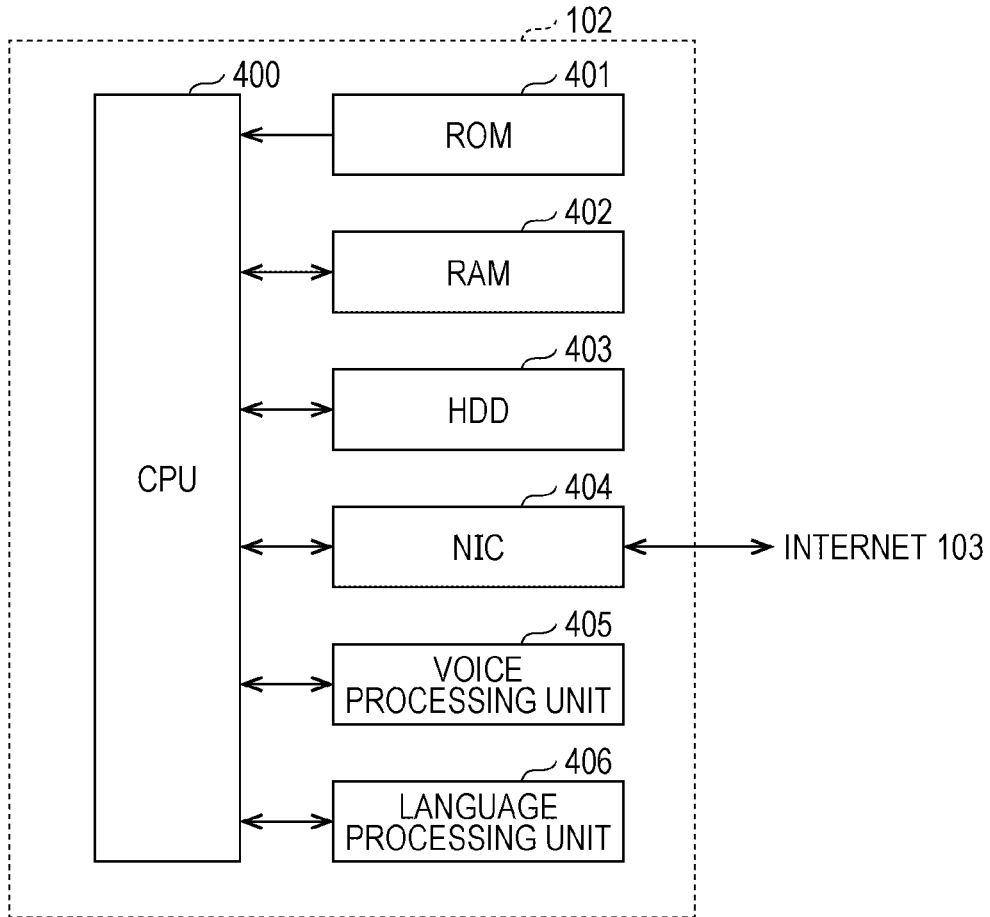 102
400
401
ROM
402
RAM
403
HDD
CPU
404
NIC
INTERNET 103
405
VOICE
PROCESSING UNIT
406
LANGUAGE
PROCESSING UNIT